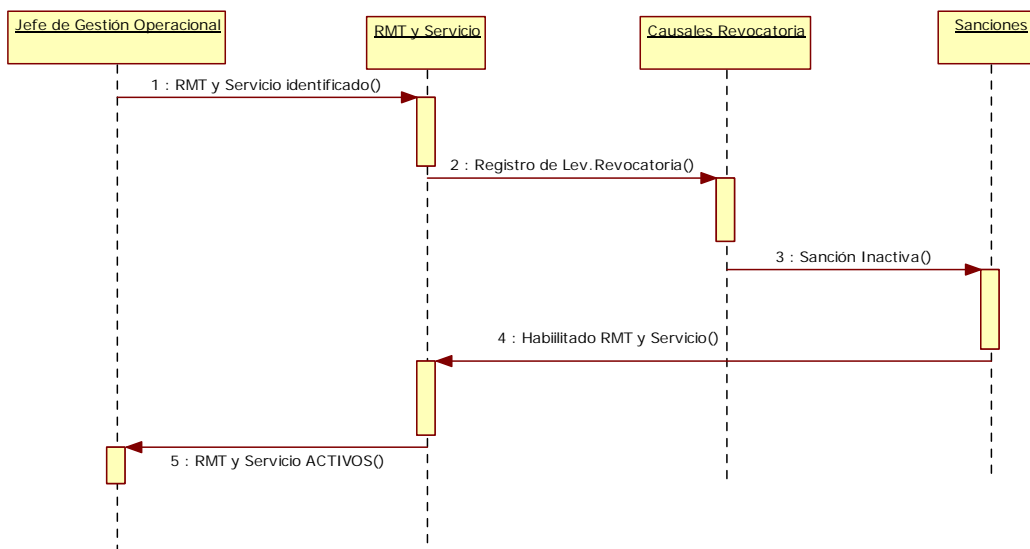 Jefe de Gestión Operacional
RMT y Servicio
Causales Revocatoria
Sanciones
1 : RMT y Servicio identificado()
2 : Registro de Lev.Revocatoria()
3 : Sanción Inactiva()
4 : Habiilitado RMT y Servicio()
5 : RMT y Servicio ACTIVOS()